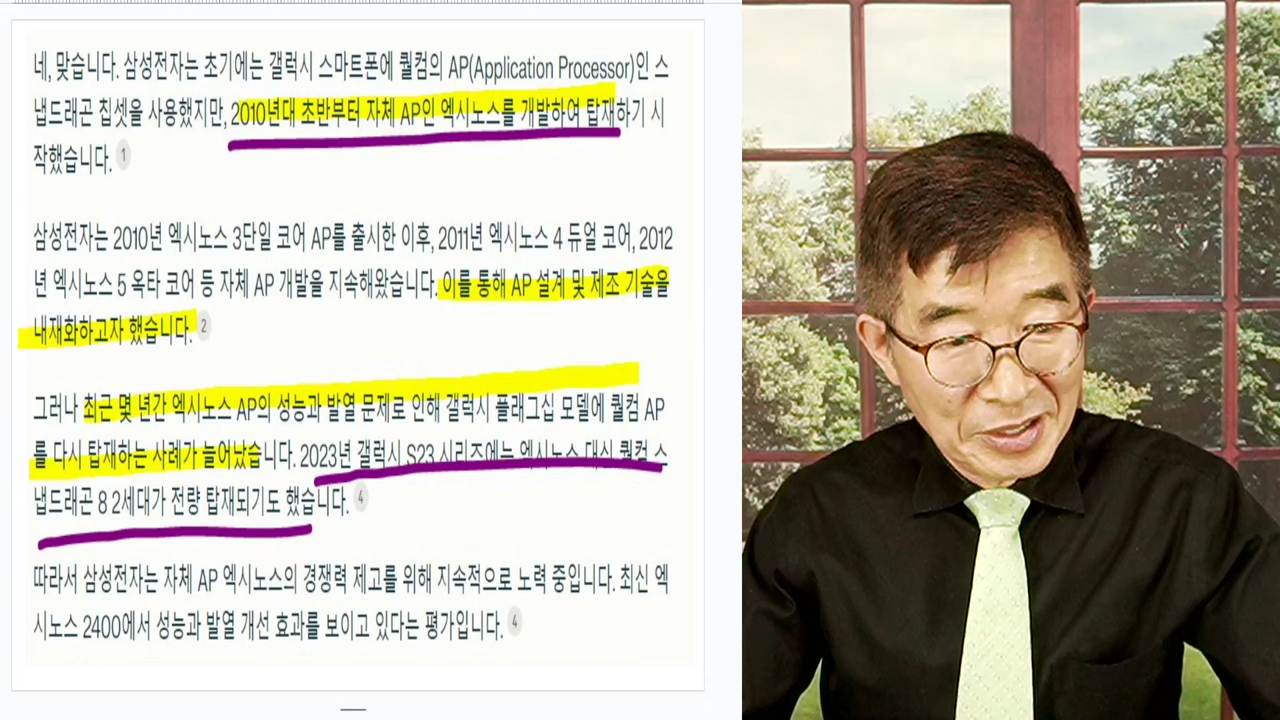 네, 맞습니다. 삼성전자는 초기에는 갤럭시 스마트폰에 퀄컴의 AP(Application Processor)인 스
냅드래곤 칩셋을 사용했지만, 2010년대 초반부터 자체 AP인 엑시노스를 개발하여 탑재하기 시
작했습니다. 1
삼성전자는 2010년 엑시노스 3단일 코어 AP를 출시한 이후, 2011년 엑시노스 4 듀얼 코어, 2012
년 엑시노스 5 옥타 코어 등 자체 AP 개발을 지속해왔습니다. 이를 통해 AP 설계 및 제조 기술을
내재화하고자 했습니다. 2
그러나 최근 몇 년간 엑시노스 AP의 성능과 발열 문제로 인해 갤럭시 플래그십 모델에 퀄컴 AP
를 다시 탑재하는 사례가 늘어났습니다. 2023년 갤럭시 S23 시리즈에는 엑시노스 대신 퀄컴 스
냅드래곤 8 2세대가 전량 탑재되기도 했습니다. 4
따라서 삼성전자는 자체 AP 엑시노스의 경쟁력 제고를 위해 지속적으로 노력 중입니다. 최신 엑
시노스 2400에서 성능과 발열 개선 효과를 보이고 있다는 평가입니다. 4